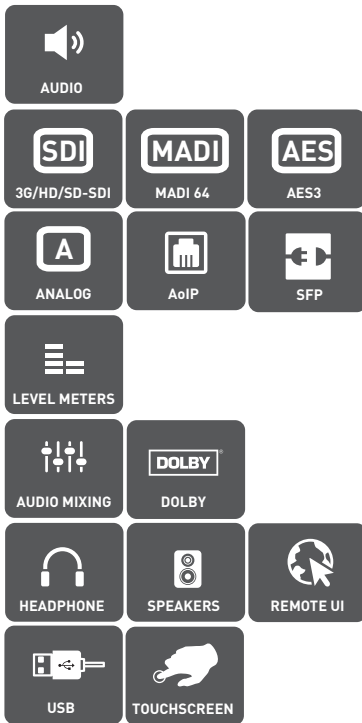 AUDIO
SDI
MADI
AES
3G/HD/SD-SDI
MADI 64
AES3
A
ANALOG
AoIP
SFP
LEVEL METERS
DOLBY
AUDIO MIXING
DOLBY
HEADPHONE
SPEAKERS
REMOTE UI
USB
TOUCHSCREEN